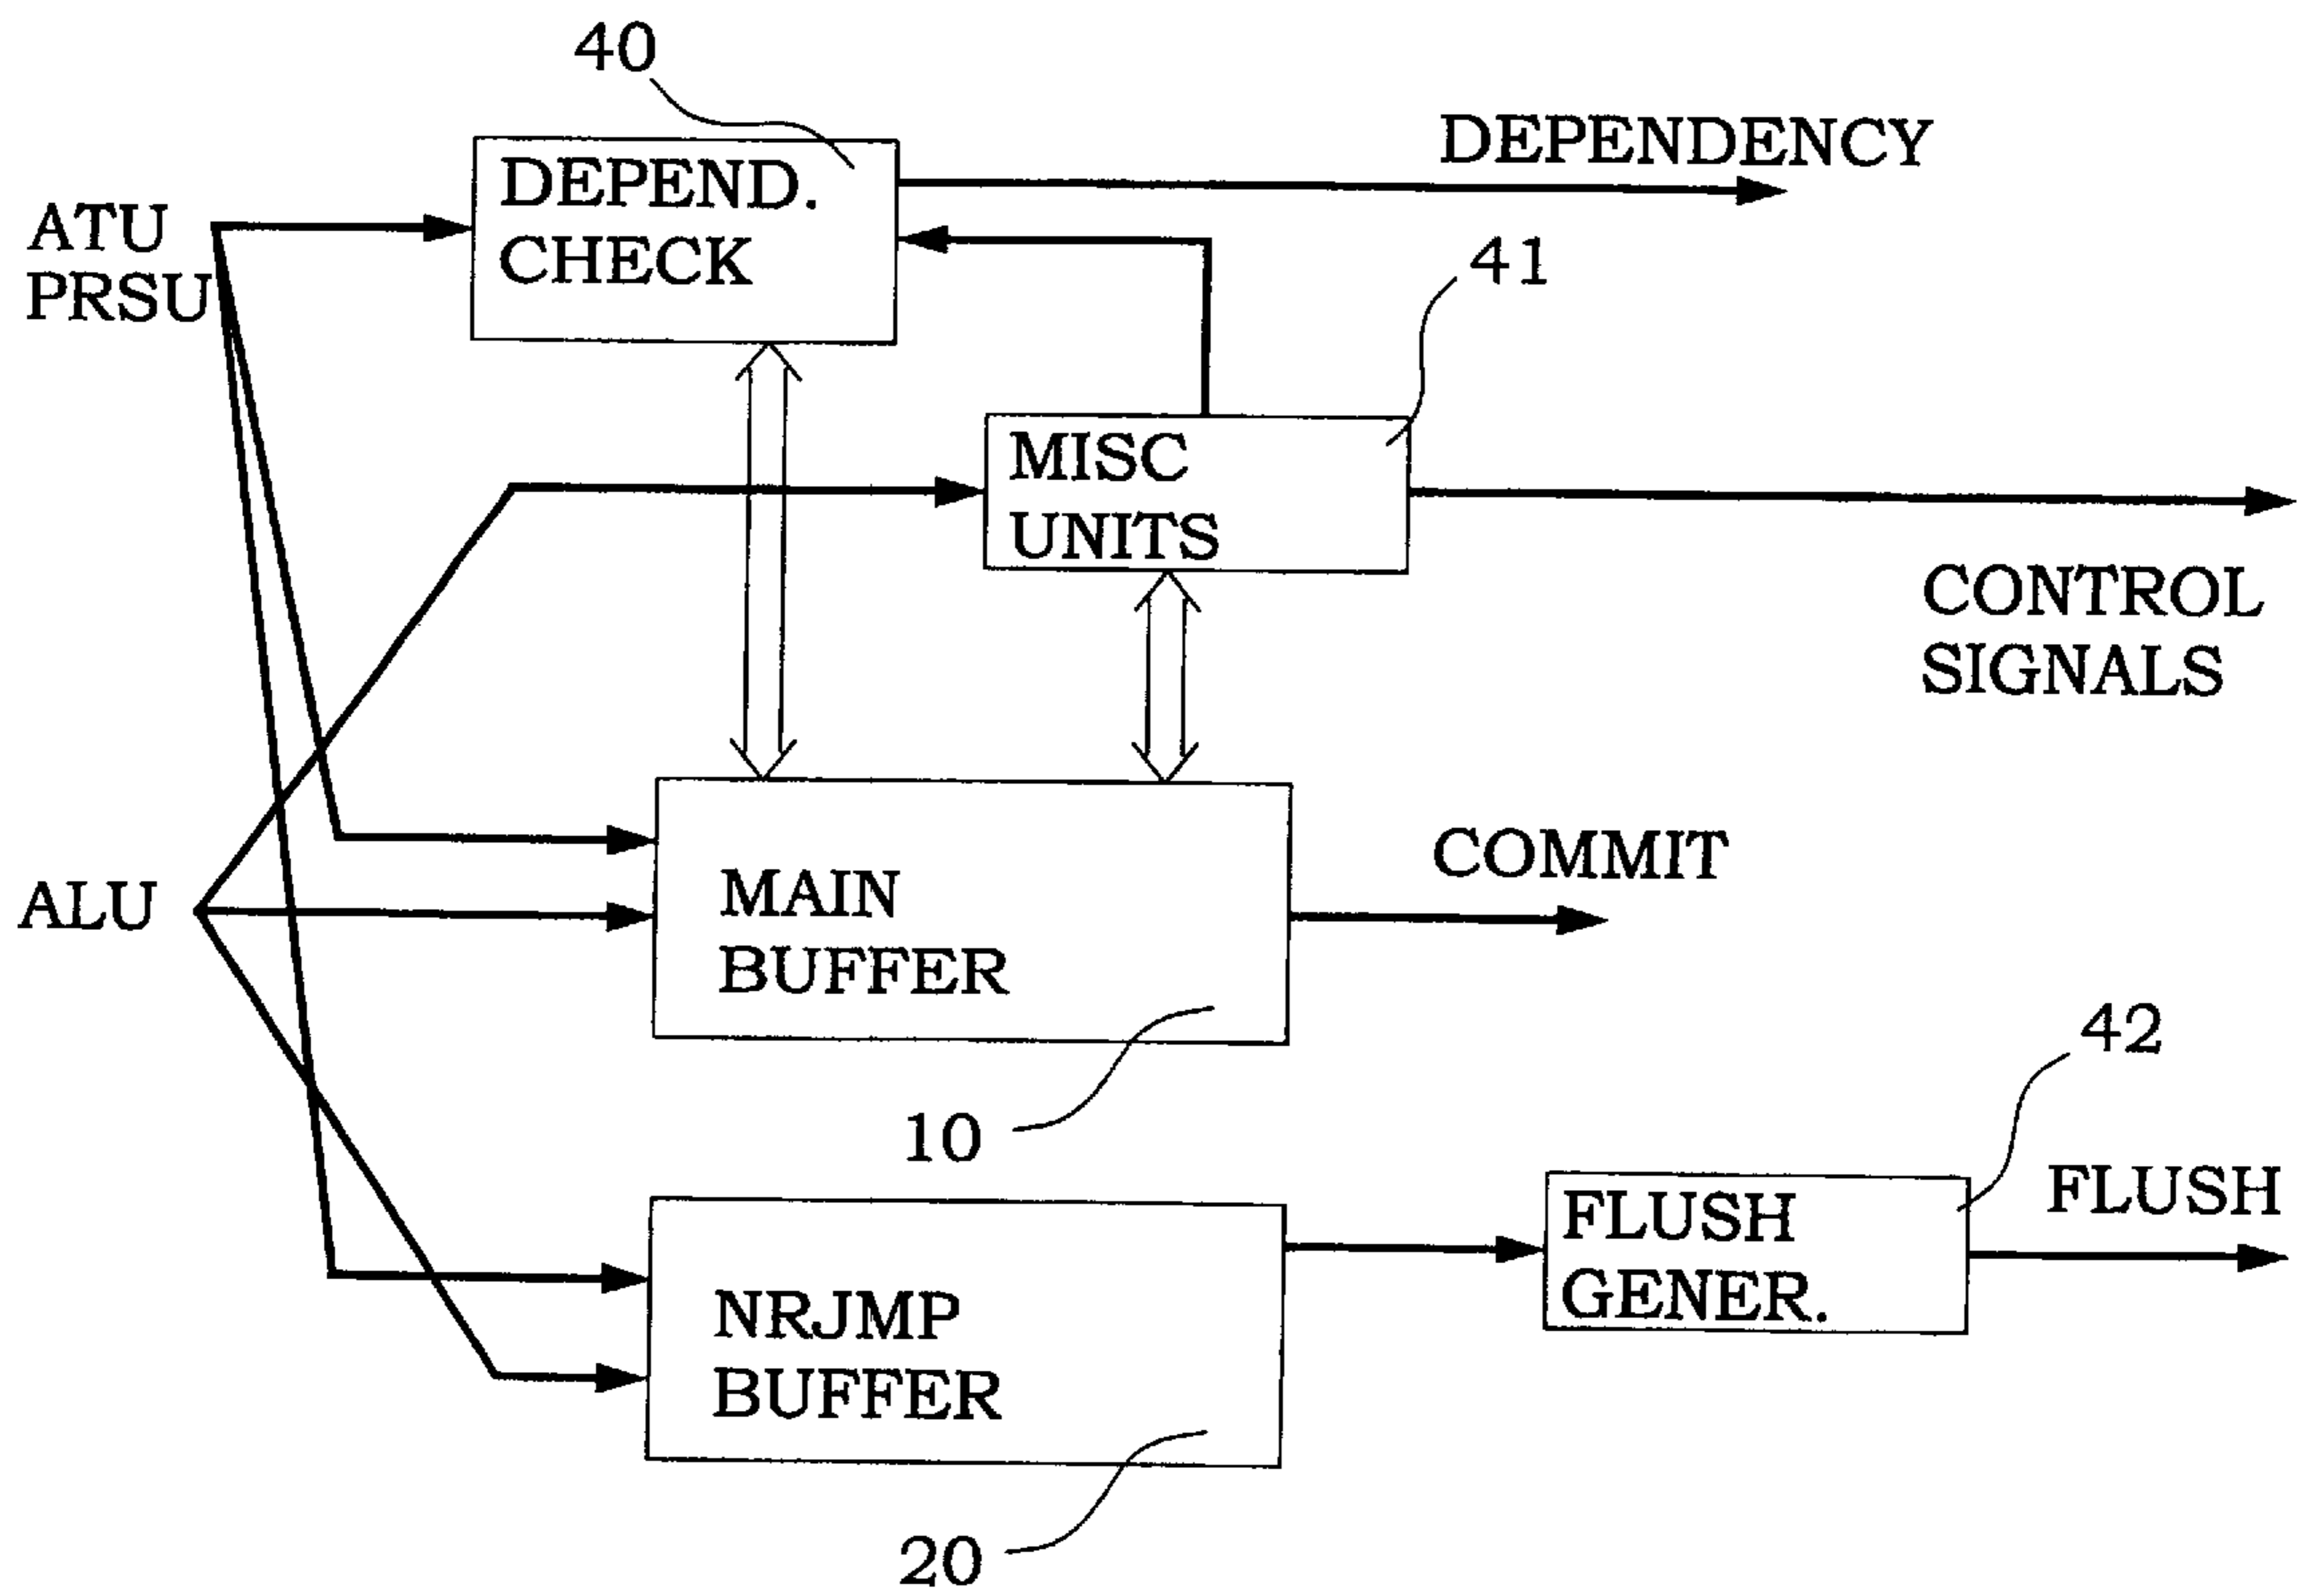 40
DEPENDENCY
DEPEND.
CHECK
ATU
PRSU
41
MISC
UNITS
CONTROL
SIGNALS
COMMIT
MAIN
BUFFER
ALU
10
42
FLUSH
FLUSH
GENER.
NRJMP
BUFFER
20